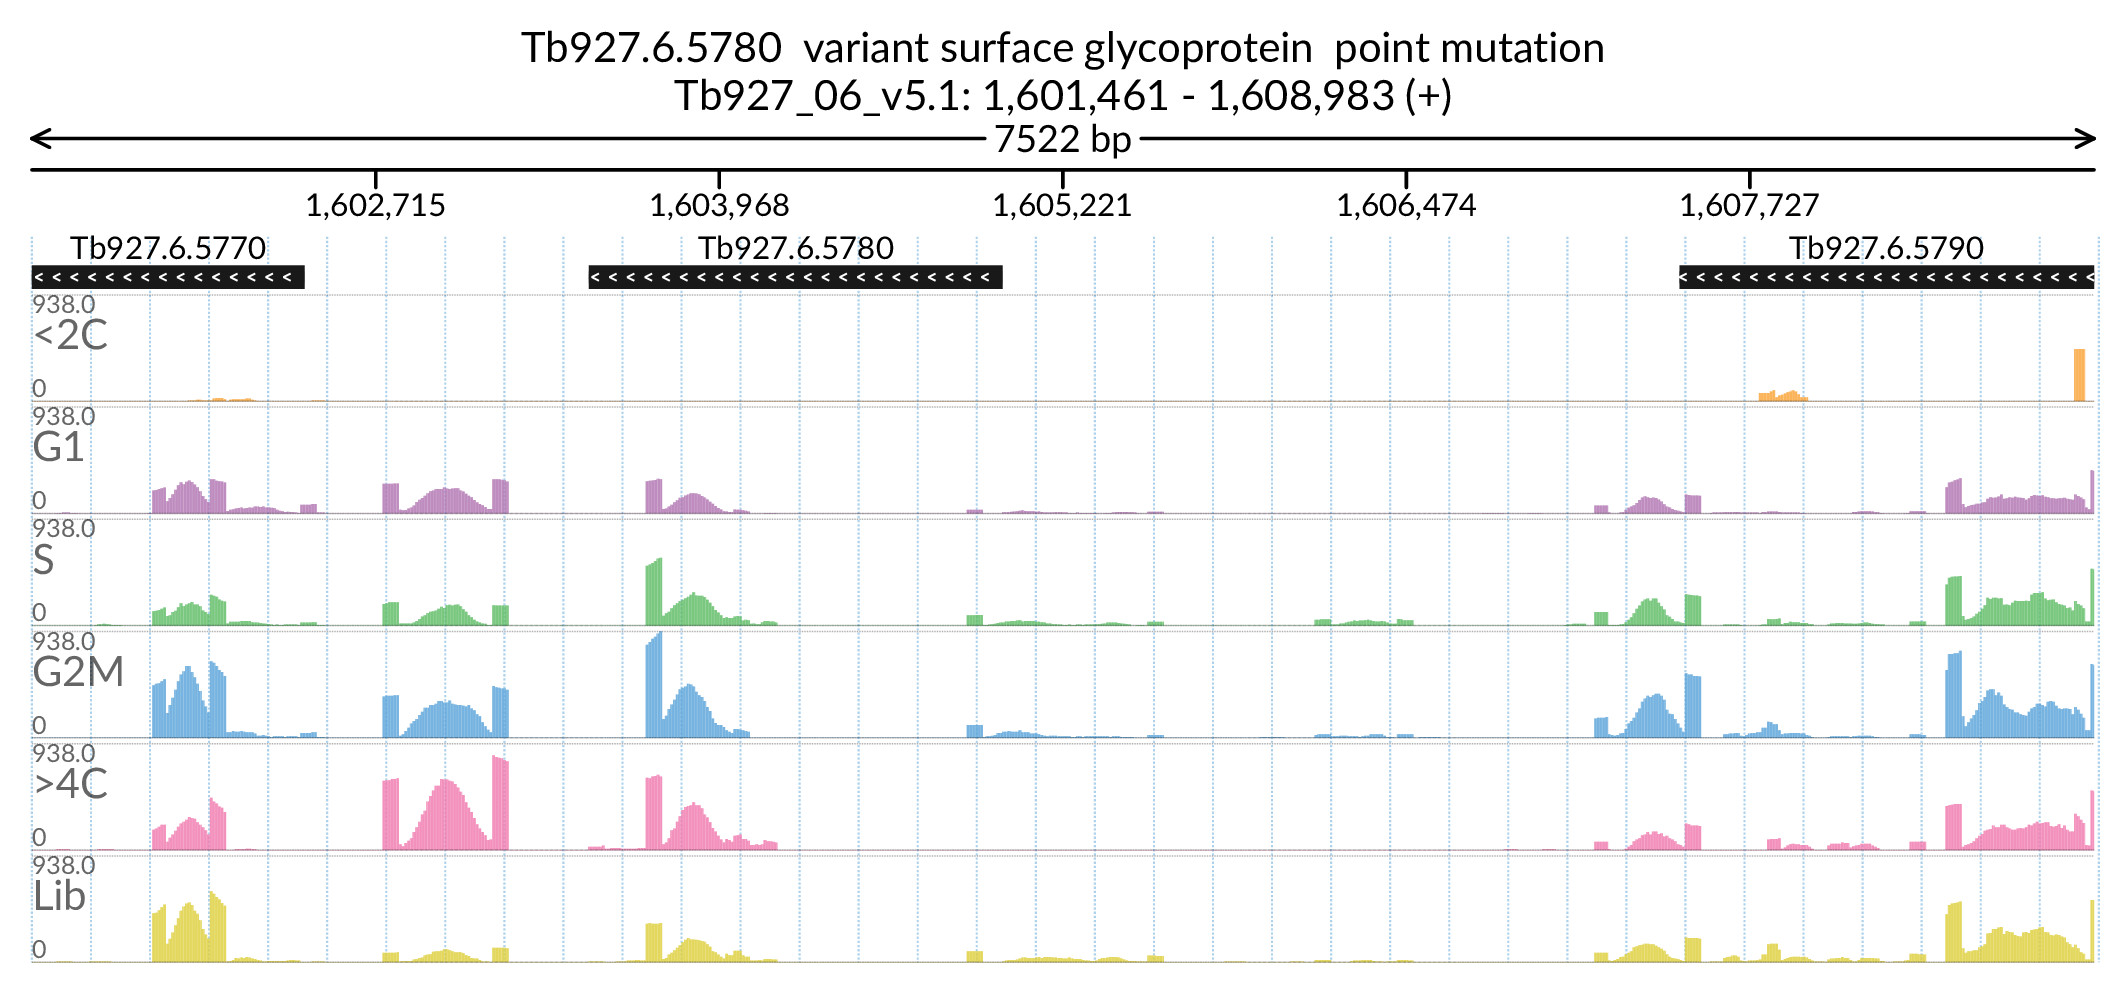 Tb927.6.5780  variant surface glycoprotein  point mutation
Tb927_06_v5.1: 1,601,461 - 1,608,983 (+)
7522 bp
1,602,715 1,603,968 1,605,221 1,606,474 1,607,727
Tb927.6.5770 Tb927.6.5780 Tb927.6.5790
938.0
<2C
0
938.0
G1
0
938.0
S
0
938.0
G2M
0
938.0
>4C
0
938.0
Lib
0